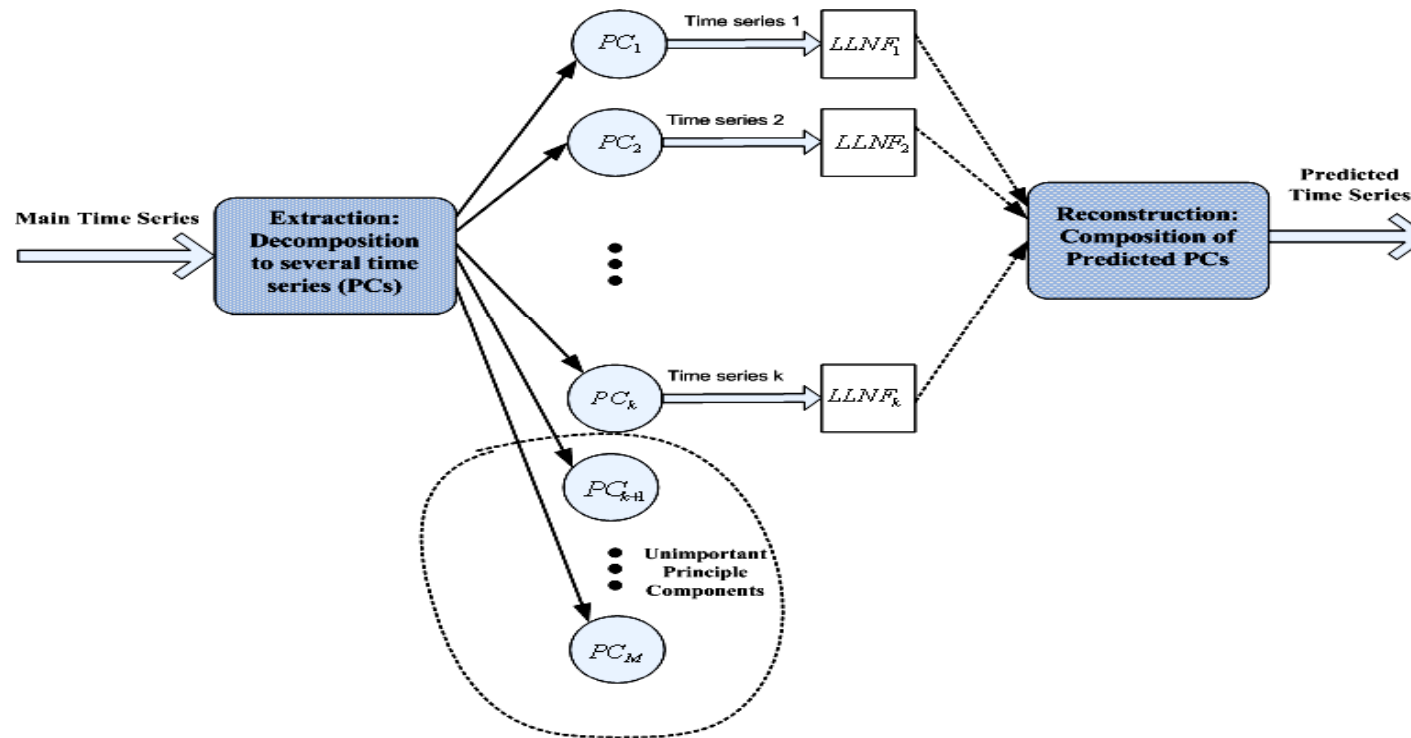 Time series 1
PC₁
LLNF₁
Time series 2
PC₂
LLNF₂
Main Time Series
Extraction:
Decomposition
to several time
series (PCs)
Reconstruction:
Composition of
Predicted PCs
Predicted
Time Series
Time series k
PCₖ
LLNFₖ
PCₖ₊₁
Unimportant
Principle
Components
PC_M